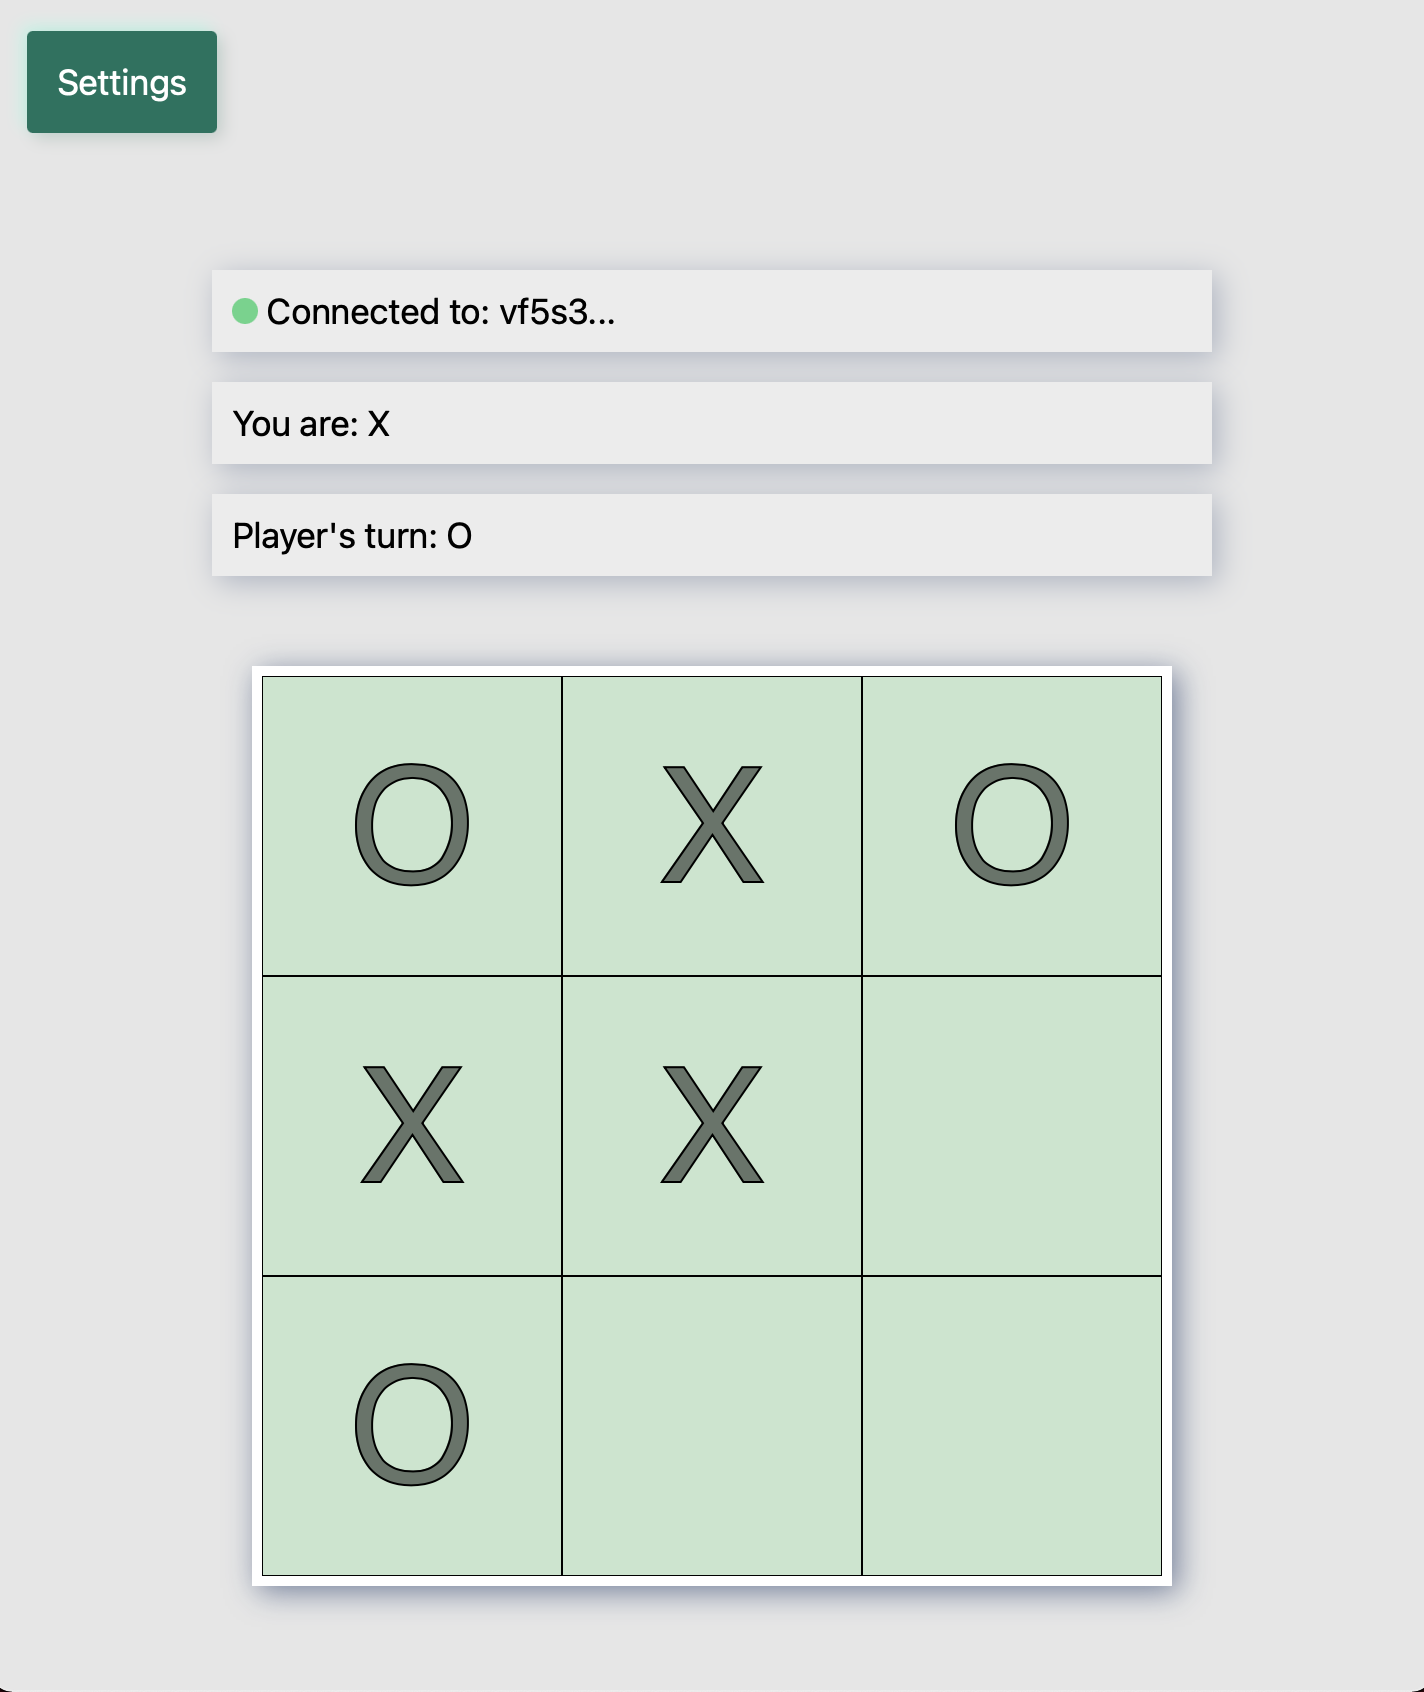 Settings
Connected to: vf5s3...
You are: X
Player's turn: O
O X O
X X
O